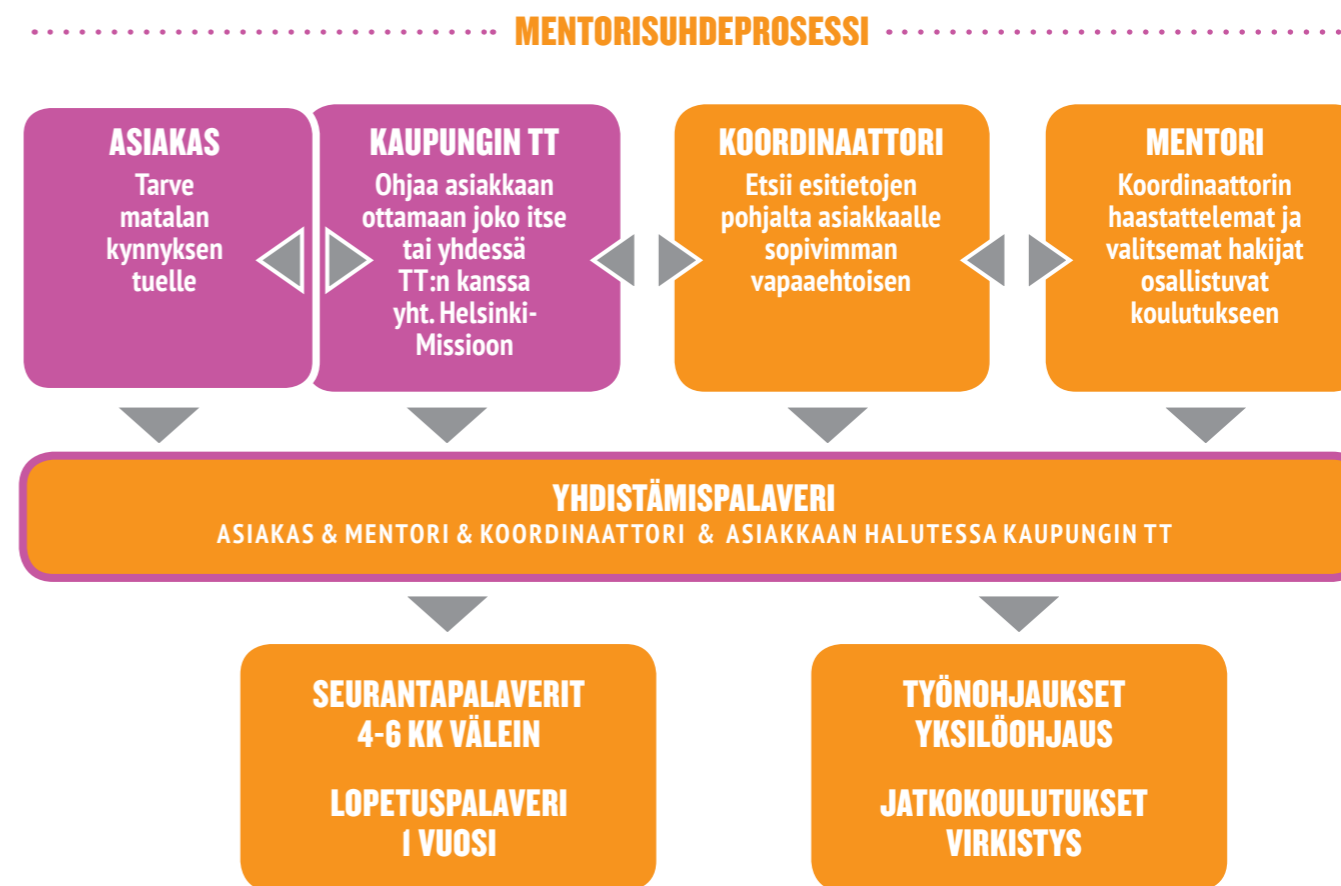 MENTORISUHDEPROSESSI
ASIAKAS
Tarve
matalan
kynnyksen
tuelle
KAUPUNGIN TT
Ohjaa asiakkaan
ottamaan joko itse
tai yhdessä
TT:n kanssa
yht. Helsinki-
Missioon
KOORDINAATTORI
Etsii esitietojen
pohjalta asiakkaalle
sopivimman
vapaaehtoisen
MENTORI
Koordinaattorin
haastattelemat ja
valitsemat hakijat
osallistuvat
koulutukseen
YHDISTÄMISPALAVERI
ASIAKAS & MENTORI & KOORDINAATTORI & ASIAKKAAN HALUTESSA KAUPUNGIN TT
SEURANTAPALAVERIT
4-6 KK VÄLEIN
LOPETUSPALAVERI
1 VUOSI
TYÖNOHJAUKSET
YKSILÖOHJAUS
JATKOKOULUTUKSET
VIRKISTYS